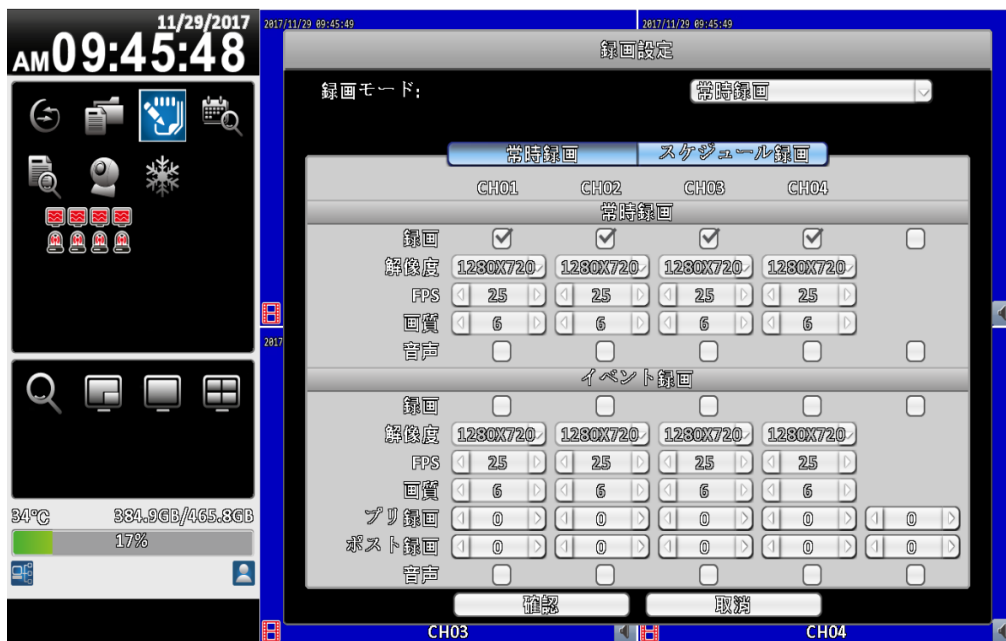 11/29/2017
AM09:45:48
34℃ 384.9GB/465.8GB
17%
2017/11/29 09:45:49
2017/11/29 09:45:49
録画設定
録画モード: 常時録画
常時録画 スケジュール録画
CH01 CH02 CH03 CH04
常時録画
録画
解像度 1280X720 1280X720 1280X720 1280X720
FPS 25 25 25 25
画質 6 6 6 6
音声
イベント録画
録画
解像度 1280X720 1280X720 1280X720 1280X720
FPS 25 25 25 25
画質 6 6 6 6
プリ録画 0 0 0 0 0
ポスト録画 0 0 0 0 0
音声
確認 取消
2017
CH03 CH04